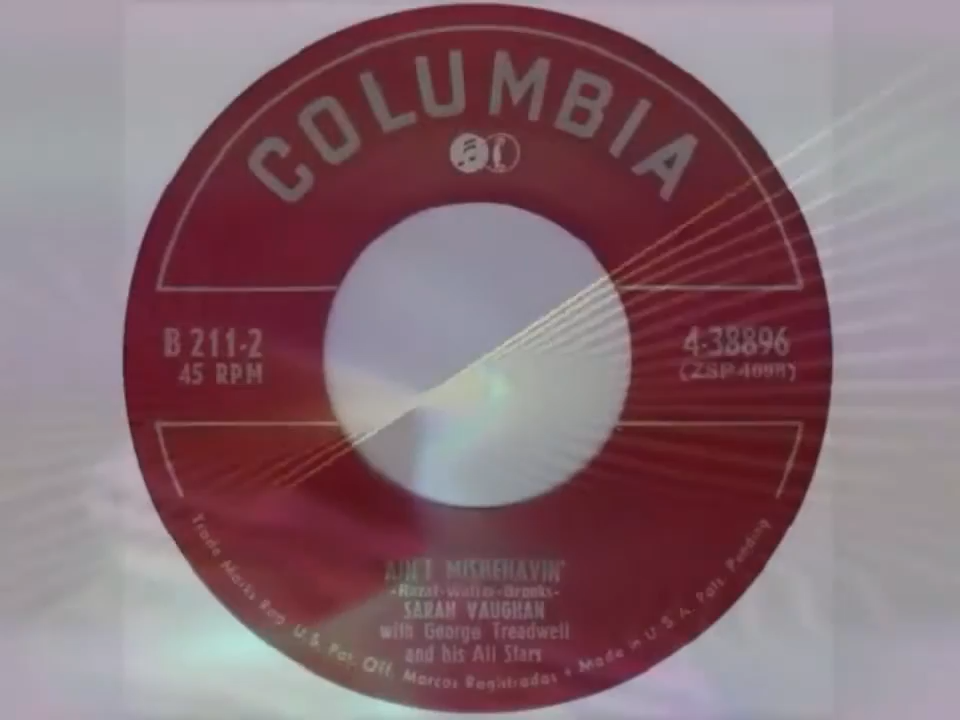 COLUMBIA
B 211-2
45 RPM
4-38896
AIN'T MISBEHAVIN'
SARAH VAUGHAN
with George Treadwell
and his All Stars
Trade Marks Reg. U.S. Pat. Off. Marcas Registradas • Made in U.S.A. Pats. Pending